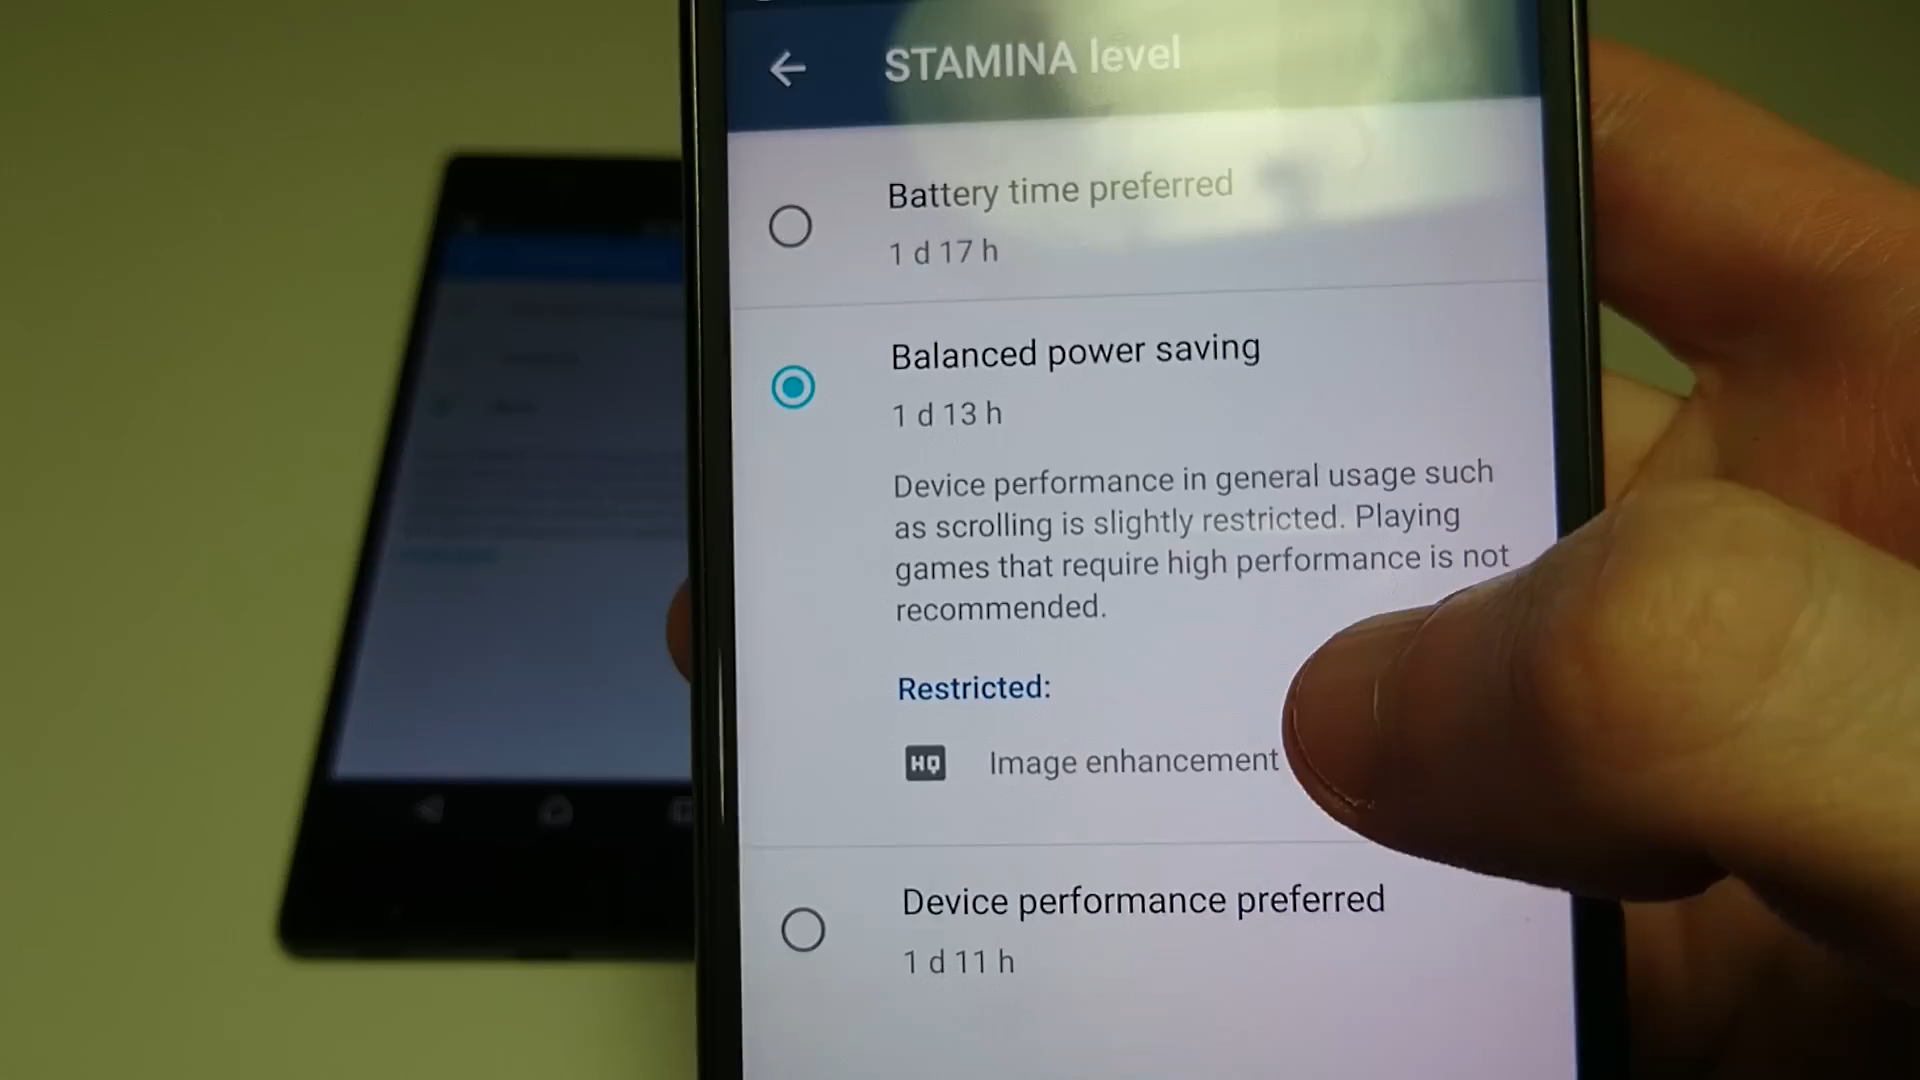 STAMINA level
Battery time preferred
1 d 17 h
Balanced power saving
1 d 13 h
Device performance in general usage such
as scrolling is slightly restricted. Playing
games that require high performance is not
recommended.
Restricted:
HQ Image enhancement
Device performance preferred
1 d 11 h